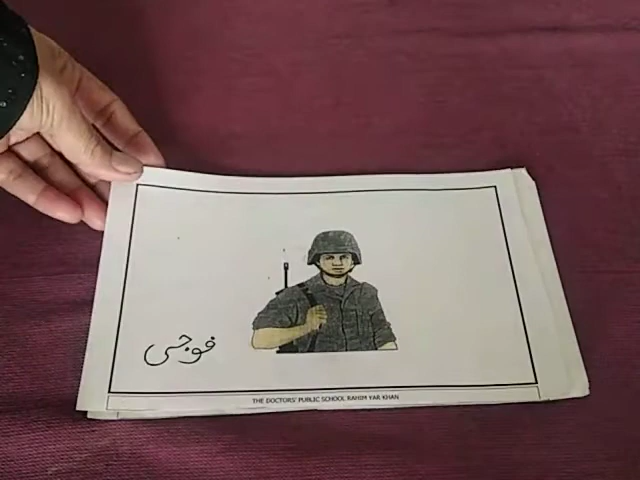 فوجی
THE DOCTORS' PUBLIC SCHOOL RAHIM YAR KHAN